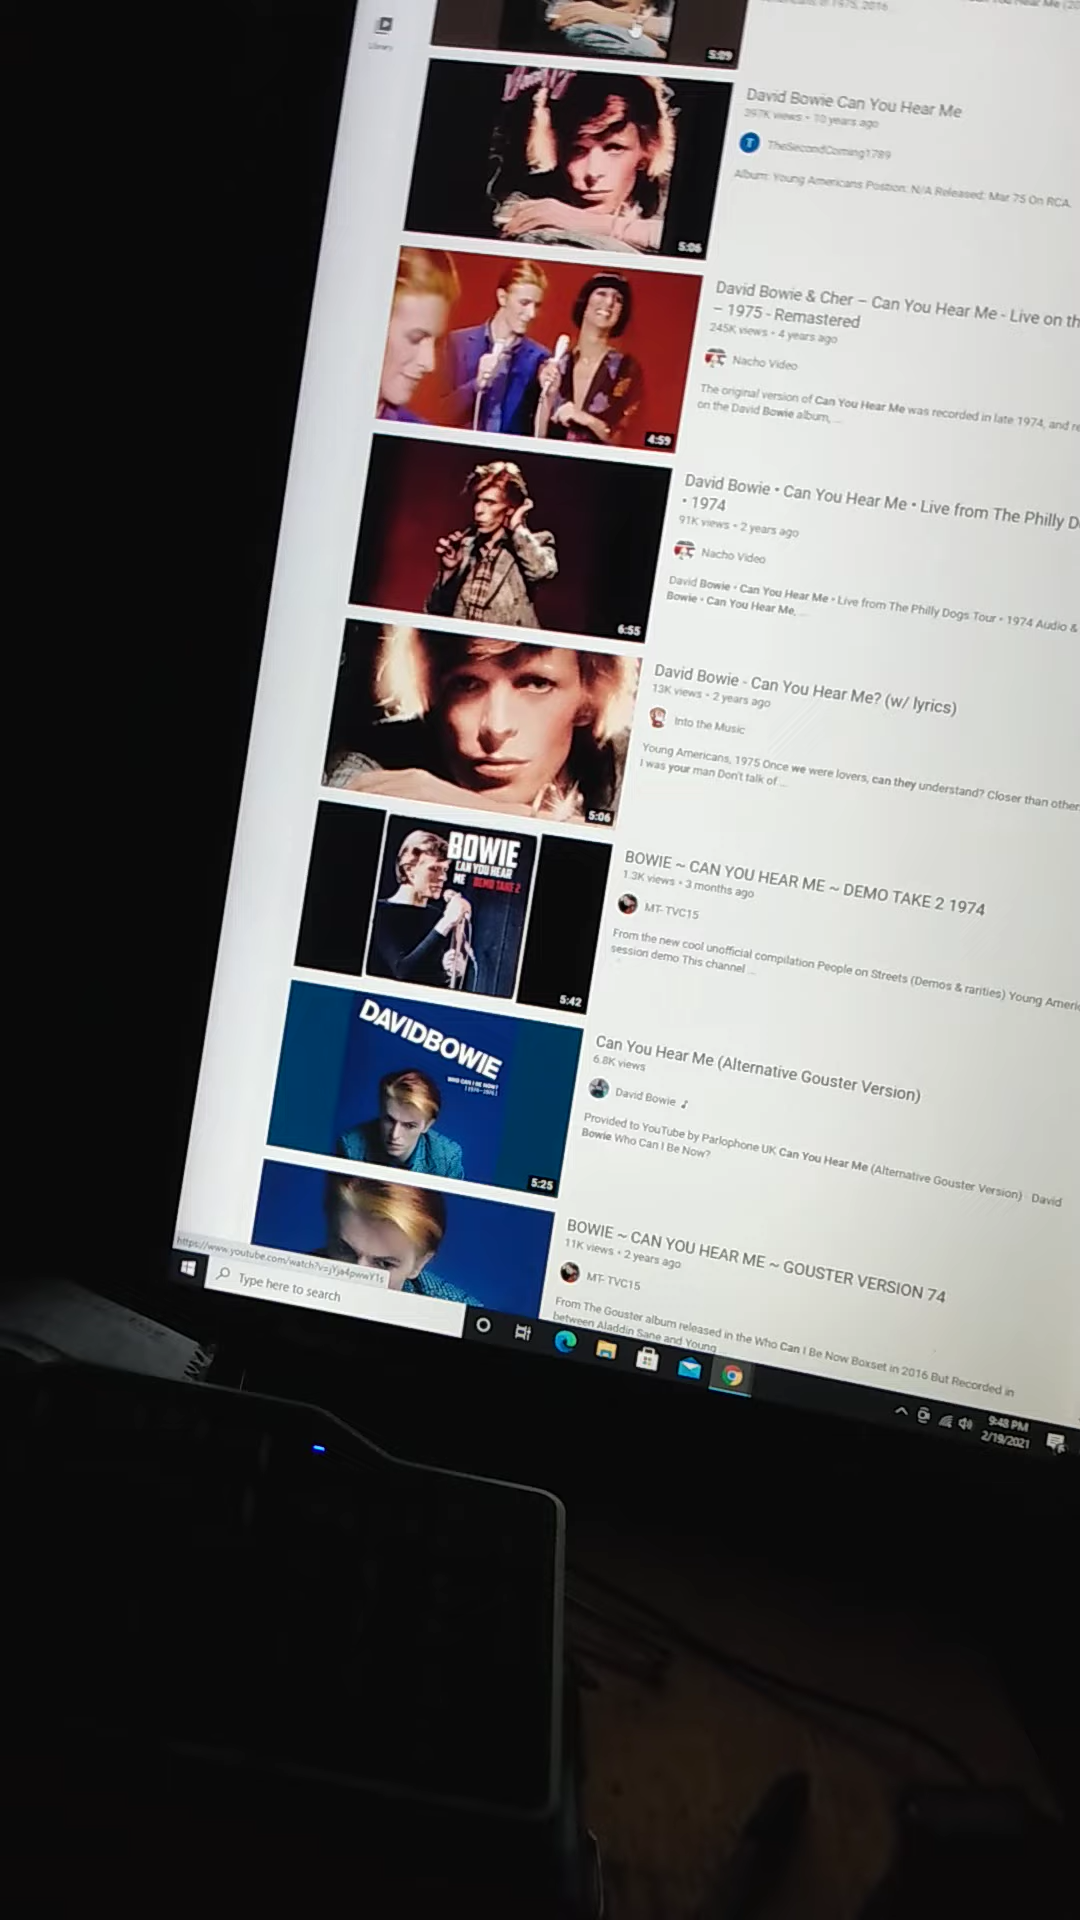 in 1975, 2016
Library
5:09
David Bowie Can You Hear Me
297K views • 10 years ago
T
TheSecondComing1789
Album: Young Americans Postion: N/A Released: Mar 75 On RCA.
5:06
David Bowie & Cher – Can You Hear Me - Live on th
– 1975 - Remastered
245K views • 4 years ago
Nacho Video
The original version of Can You Hear Me was recorded in late 1974, and re
on the David Bowie album, ...
4:59
David Bowie • Can You Hear Me • Live from The Philly D
• 1974
91K views • 2 years ago
Nacho Video
David Bowie • Can You Hear Me • Live from The Philly Dogs Tour • 1974 Audio &
Bowie • Can You Hear Me, ...
6:55
David Bowie - Can You Hear Me? (w/ lyrics)
13K views • 2 years ago
Into the Music
Young Americans, 1975 Once we were lovers, can they understand? Closer than other
I was your man Don't talk of ...
5:06
BOWIE
CAN YOU HEAR
ME DEMO TAKE 2
5:42
BOWIE ~ CAN YOU HEAR ME ~ DEMO TAKE 2 1974
1.3K views • 3 months ago
MT- TVC15
From the new cool unofficial compilation People on Streets (Demos & rarities) Young Americ
session demo This channel ...
DAVIDBOWIE
WHO CAN I BE NOW?
[1974–1976]
5:25
Can You Hear Me (Alternative Gouster Version)
6.8K views
David Bowie ♪
Provided to YouTube by Parlophone UK Can You Hear Me (Alternative Gouster Version) · David
Bowie Who Can I Be Now?
BOWIE ~ CAN YOU HEAR ME ~ GOUSTER VERSION 74
11K views • 2 years ago
MT- TVC15
From The Gouster album released in the Who Can I Be Now Boxset in 2016 But Recorded in
between Aladdin Sane and Young
https://www.youtube.com/watch?v=jYja4pwwY1s
Type here to search
9:48 PM
2/19/2021